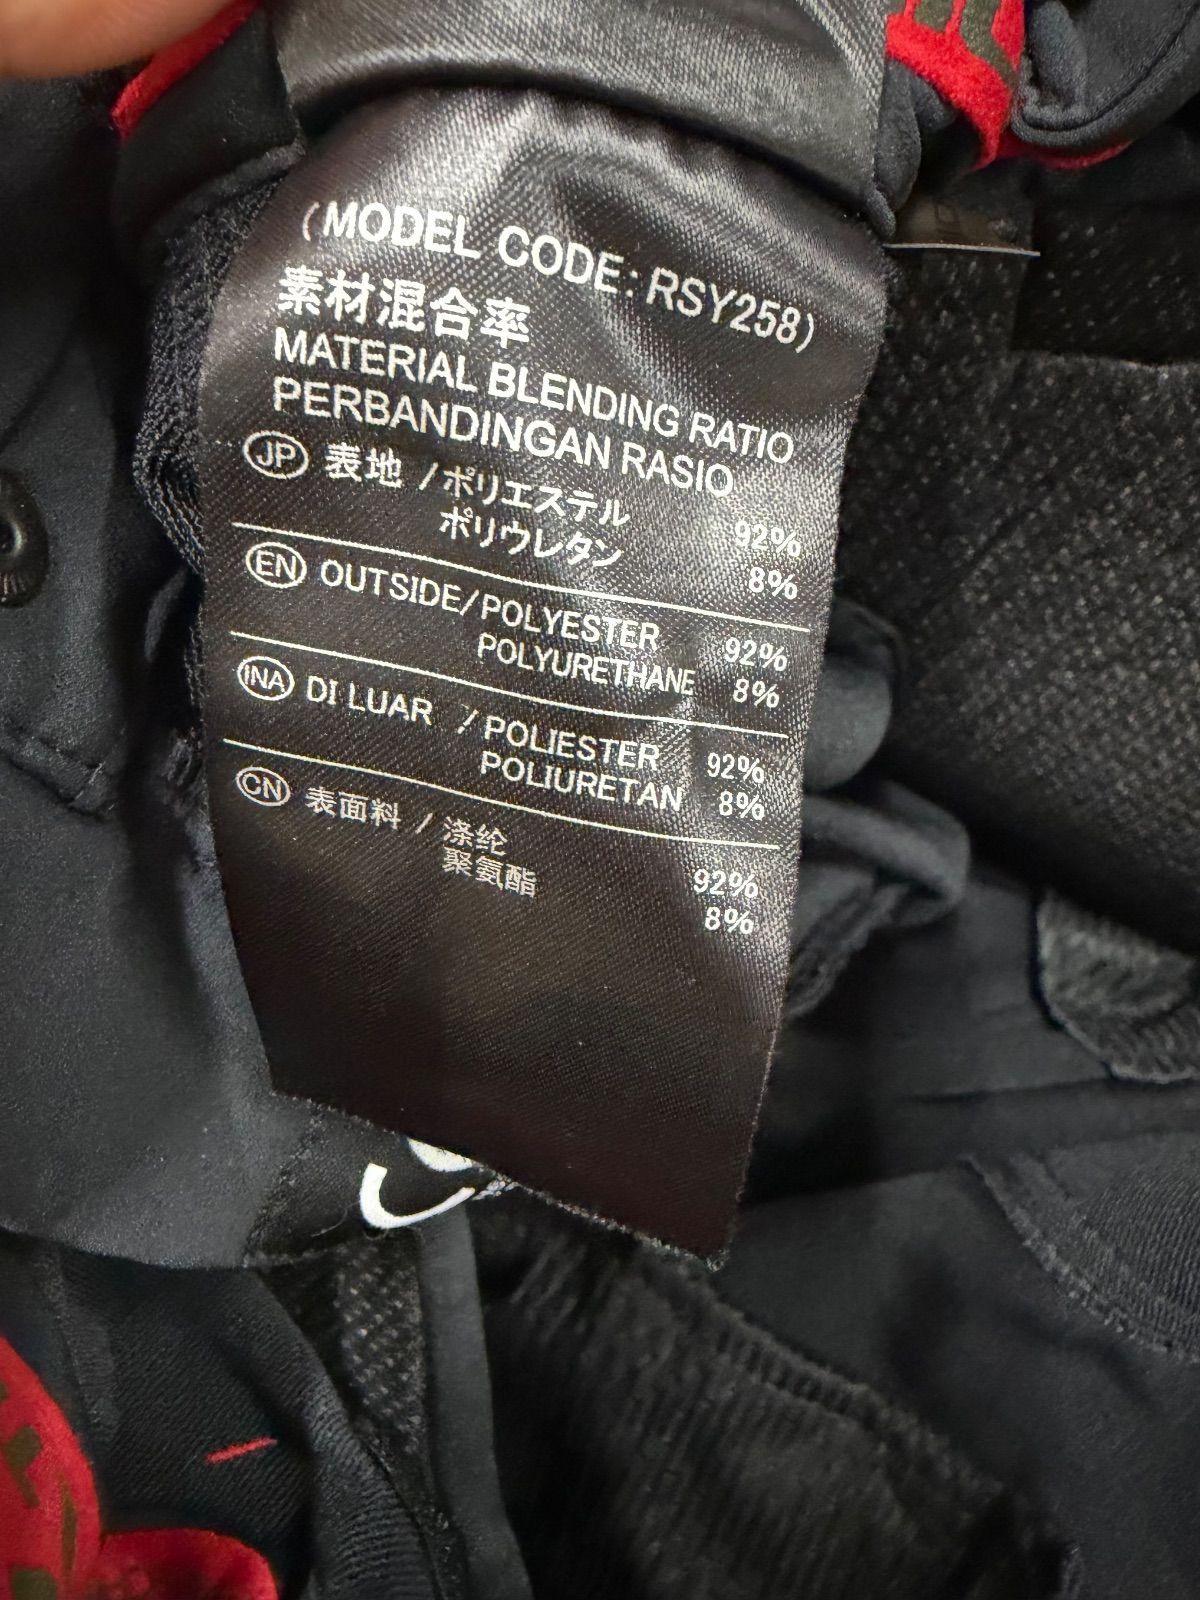 (MODEL CODE: RSY258)
素材混合率
MATERIAL BLENDING RATIO
PERBANDINGAN RASIO
JP 表地 /ポリエステル 92%
ポリウレタン 8%
EN OUTSIDE/POLYESTER 92%
POLYURETHANE 8%
INA DI LUAR /POLIESTER 92%
POLIURETAN 8%
CN 表面料 /涤纶 92%
聚氨酯 8%